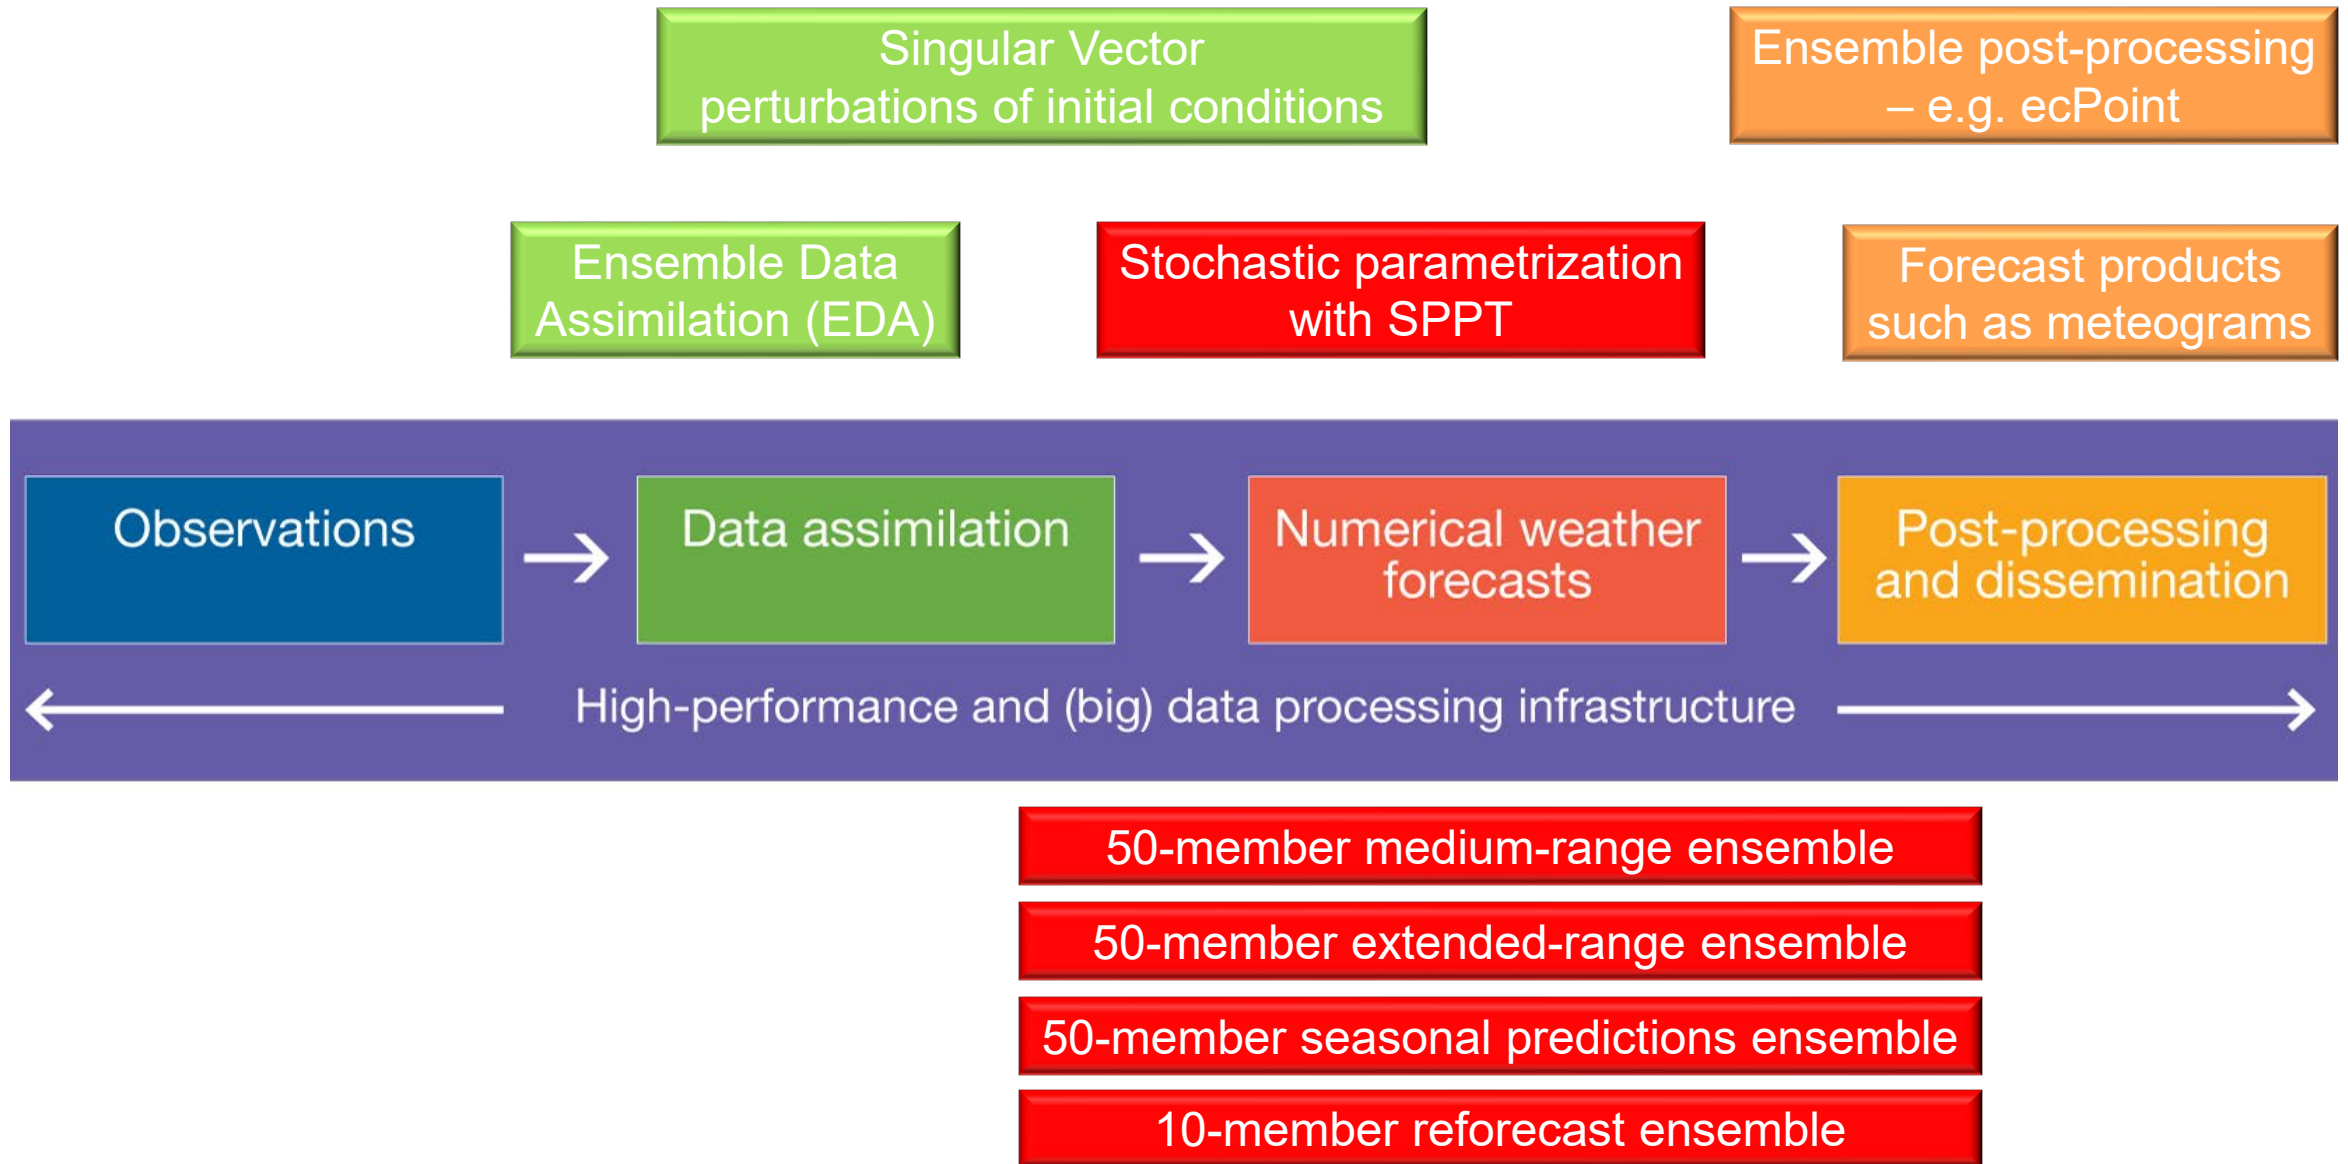 Singular Vector
perturbations of initial conditions
Ensemble post-processing
– e.g. ecPoint
Ensemble Data
Assimilation (EDA)
Stochastic parametrization
with SPPT
Forecast products
such as meteograms
Observations
Data assimilation
Numerical weather
forecasts
Post-processing
and dissemination
High-performance and (big) data processing infrastructure
50-member medium-range ensemble
50-member extended-range ensemble
50-member seasonal predictions ensemble
10-member reforecast ensemble